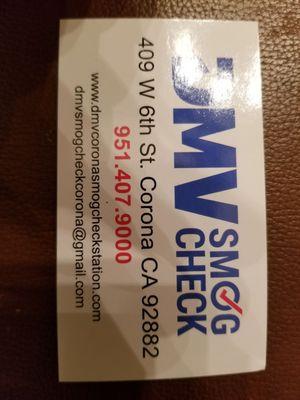 DMV SMOG
CHECK
409 W 6th St. Corona CA 92882
951.407.9000
www.dmvcoronasmogcheckstation.com
dmvsmogcheckcorona@gmail.com